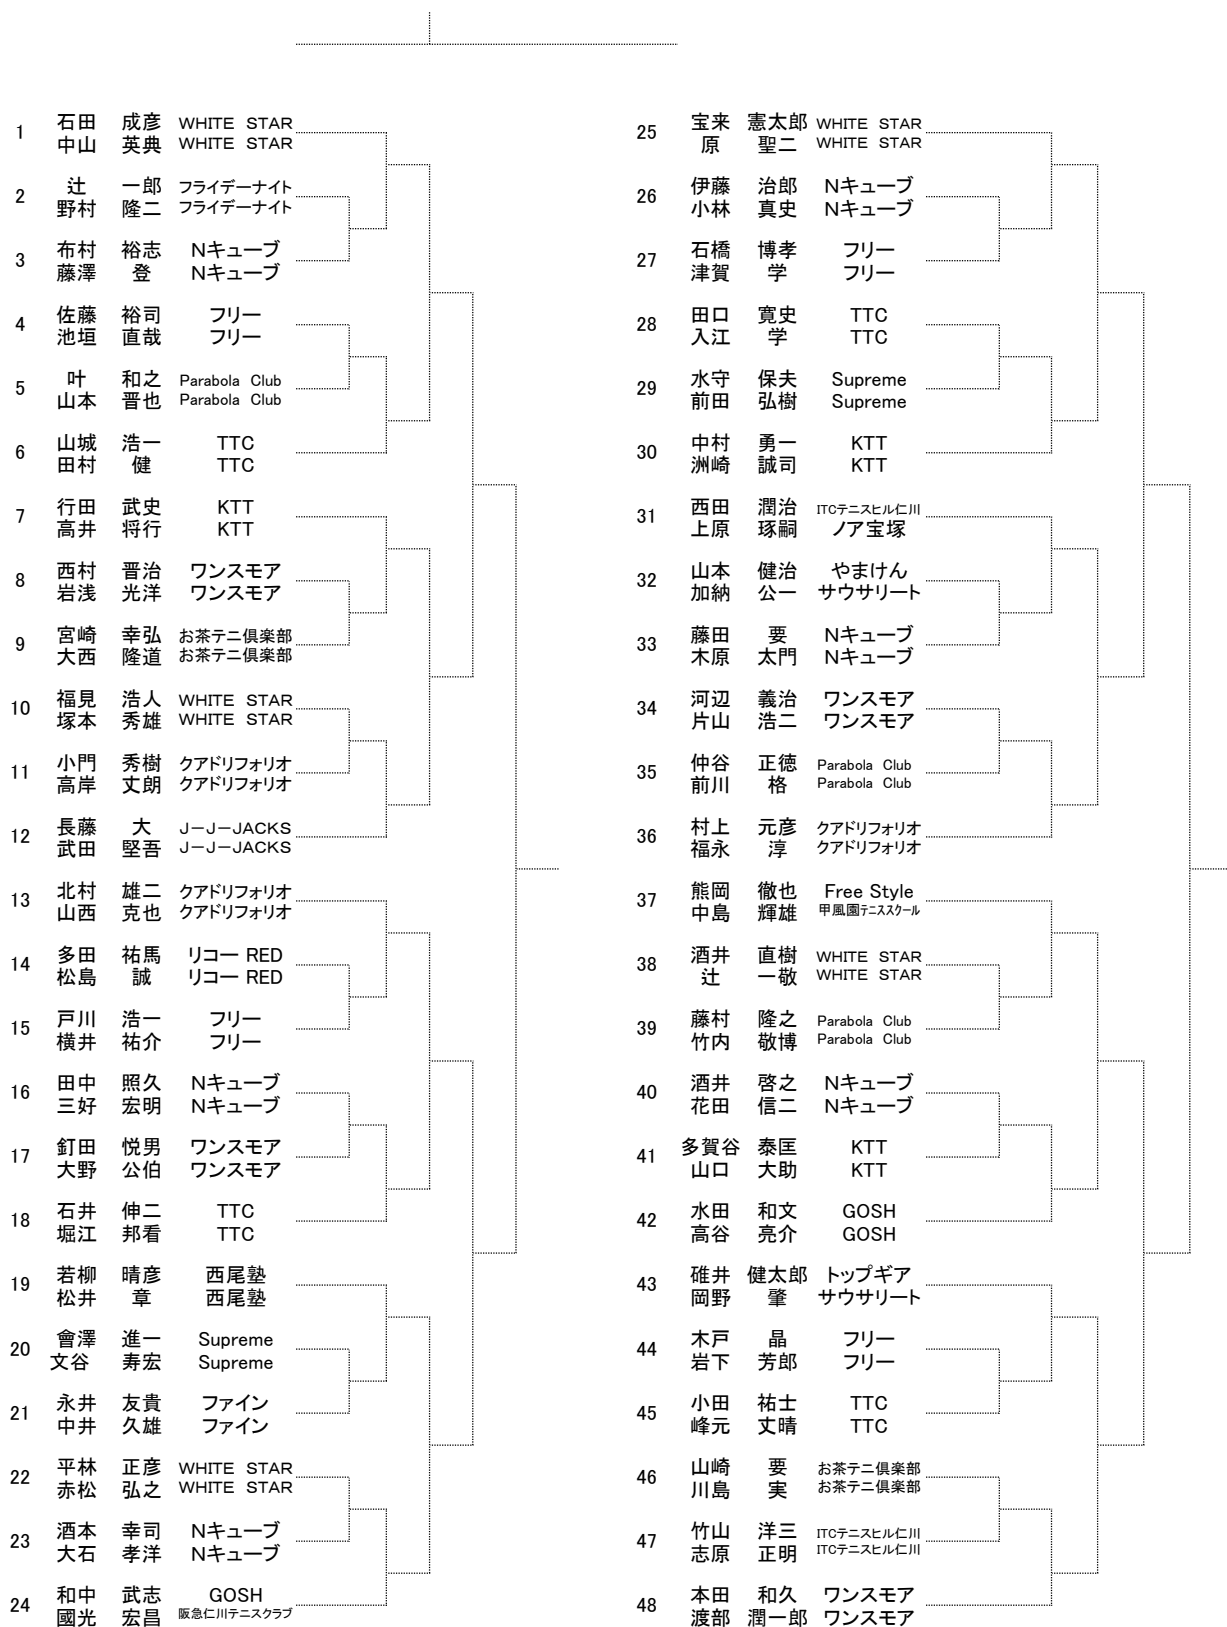 1 石田 成彦 WHITE STAR
中山 英典 WHITE STAR
2 辻 一郎 フライデーナイト
野村 隆二 フライデーナイト
3 布村 裕志 Nキューブ
藤澤 登 Nキューブ
4 佐藤 裕司 フリー
池垣 直哉 フリー
5 叶 和之 Parabola Club
山本 晋也 Parabola Club
6 山城 浩一 TTC
田村 健 TTC
7 行田 武史 KTT
高井 将行 KTT
8 西村 晋治 ワンスモア
岩浅 光洋 ワンスモア
9 宮崎 幸弘 お茶テニ倶楽部
大西 隆道 お茶テニ倶楽部
10 福見 浩人 WHITE STAR
塚本 秀雄 WHITE STAR
11 小門 秀樹 クアドリフォリオ
高岸 丈朗 クアドリフォリオ
12 長藤 大 J－J－JACKS
武田 堅吾 J－J－JACKS
13 北村 雄二 クアドリフォリオ
山西 克也 クアドリフォリオ
14 多田 祐馬 リコー RED
松島 誠 リコー RED
15 戸川 浩一 フリー
横井 祐介 フリー
16 田中 照久 Nキューブ
三好 宏明 Nキューブ
17 釘田 悦男 ワンスモア
大野 公伯 ワンスモア
18 石井 伸二 TTC
堀江 邦看 TTC
19 若柳 晴彦 西尾塾
松井 章 西尾塾
20 會澤 進一 Supreme
文谷 寿宏 Supreme
21 永井 友貴 ファイン
中井 久雄 ファイン
22 平林 正彦 WHITE STAR
赤松 弘之 WHITE STAR
23 酒本 幸司 Nキューブ
大石 孝洋 Nキューブ
24 和中 武志 GOSH
國光 宏昌 阪急仁川テニスクラブ
25 宝来 憲太郎 WHITE STAR
原 聖二 WHITE STAR
26 伊藤 治郎 Nキューブ
小林 真史 Nキューブ
27 石橋 博孝 フリー
津賀 学 フリー
28 田口 寛史 TTC
入江 学 TTC
29 水守 保夫 Supreme
前田 弘樹 Supreme
30 中村 勇一 KTT
洲崎 誠司 KTT
31 西田 潤治 ITCテニスヒル仁川
上原 琢嗣 ノア宝塚
32 山本 健治 やまけん
加納 公一 サウサリート
33 藤田 要 Nキューブ
木原 太門 Nキューブ
34 河辺 義治 ワンスモア
片山 浩二 ワンスモア
35 仲谷 正徳 Parabola Club
前川 格 Parabola Club
36 村上 元彦 クアドリフォリオ
福永 淳 クアドリフォリオ
37 熊岡 徹也 Free Style
中島 輝雄 甲風園テニススクール
38 酒井 直樹 WHITE STAR
辻 一敬 WHITE STAR
39 藤村 隆之 Parabola Club
竹内 敬博 Parabola Club
40 酒井 啓之 Nキューブ
花田 信二 Nキューブ
41 多賀谷 泰匡 KTT
山口 大助 KTT
42 水田 和文 GOSH
高谷 亮介 GOSH
43 碓井 健太郎 トップギア
岡野 肇 サウサリート
44 木戸 晶 フリー
岩下 芳郎 フリー
45 小田 祐士 TTC
峰元 丈晴 TTC
46 山崎 要 お茶テニ倶楽部
川島 実 お茶テニ倶楽部
47 竹山 洋三 ITCテニスヒル仁川
志原 正明 ITCテニスヒル仁川
48 本田 和久 ワンスモア
渡部 潤一郎 ワンスモア